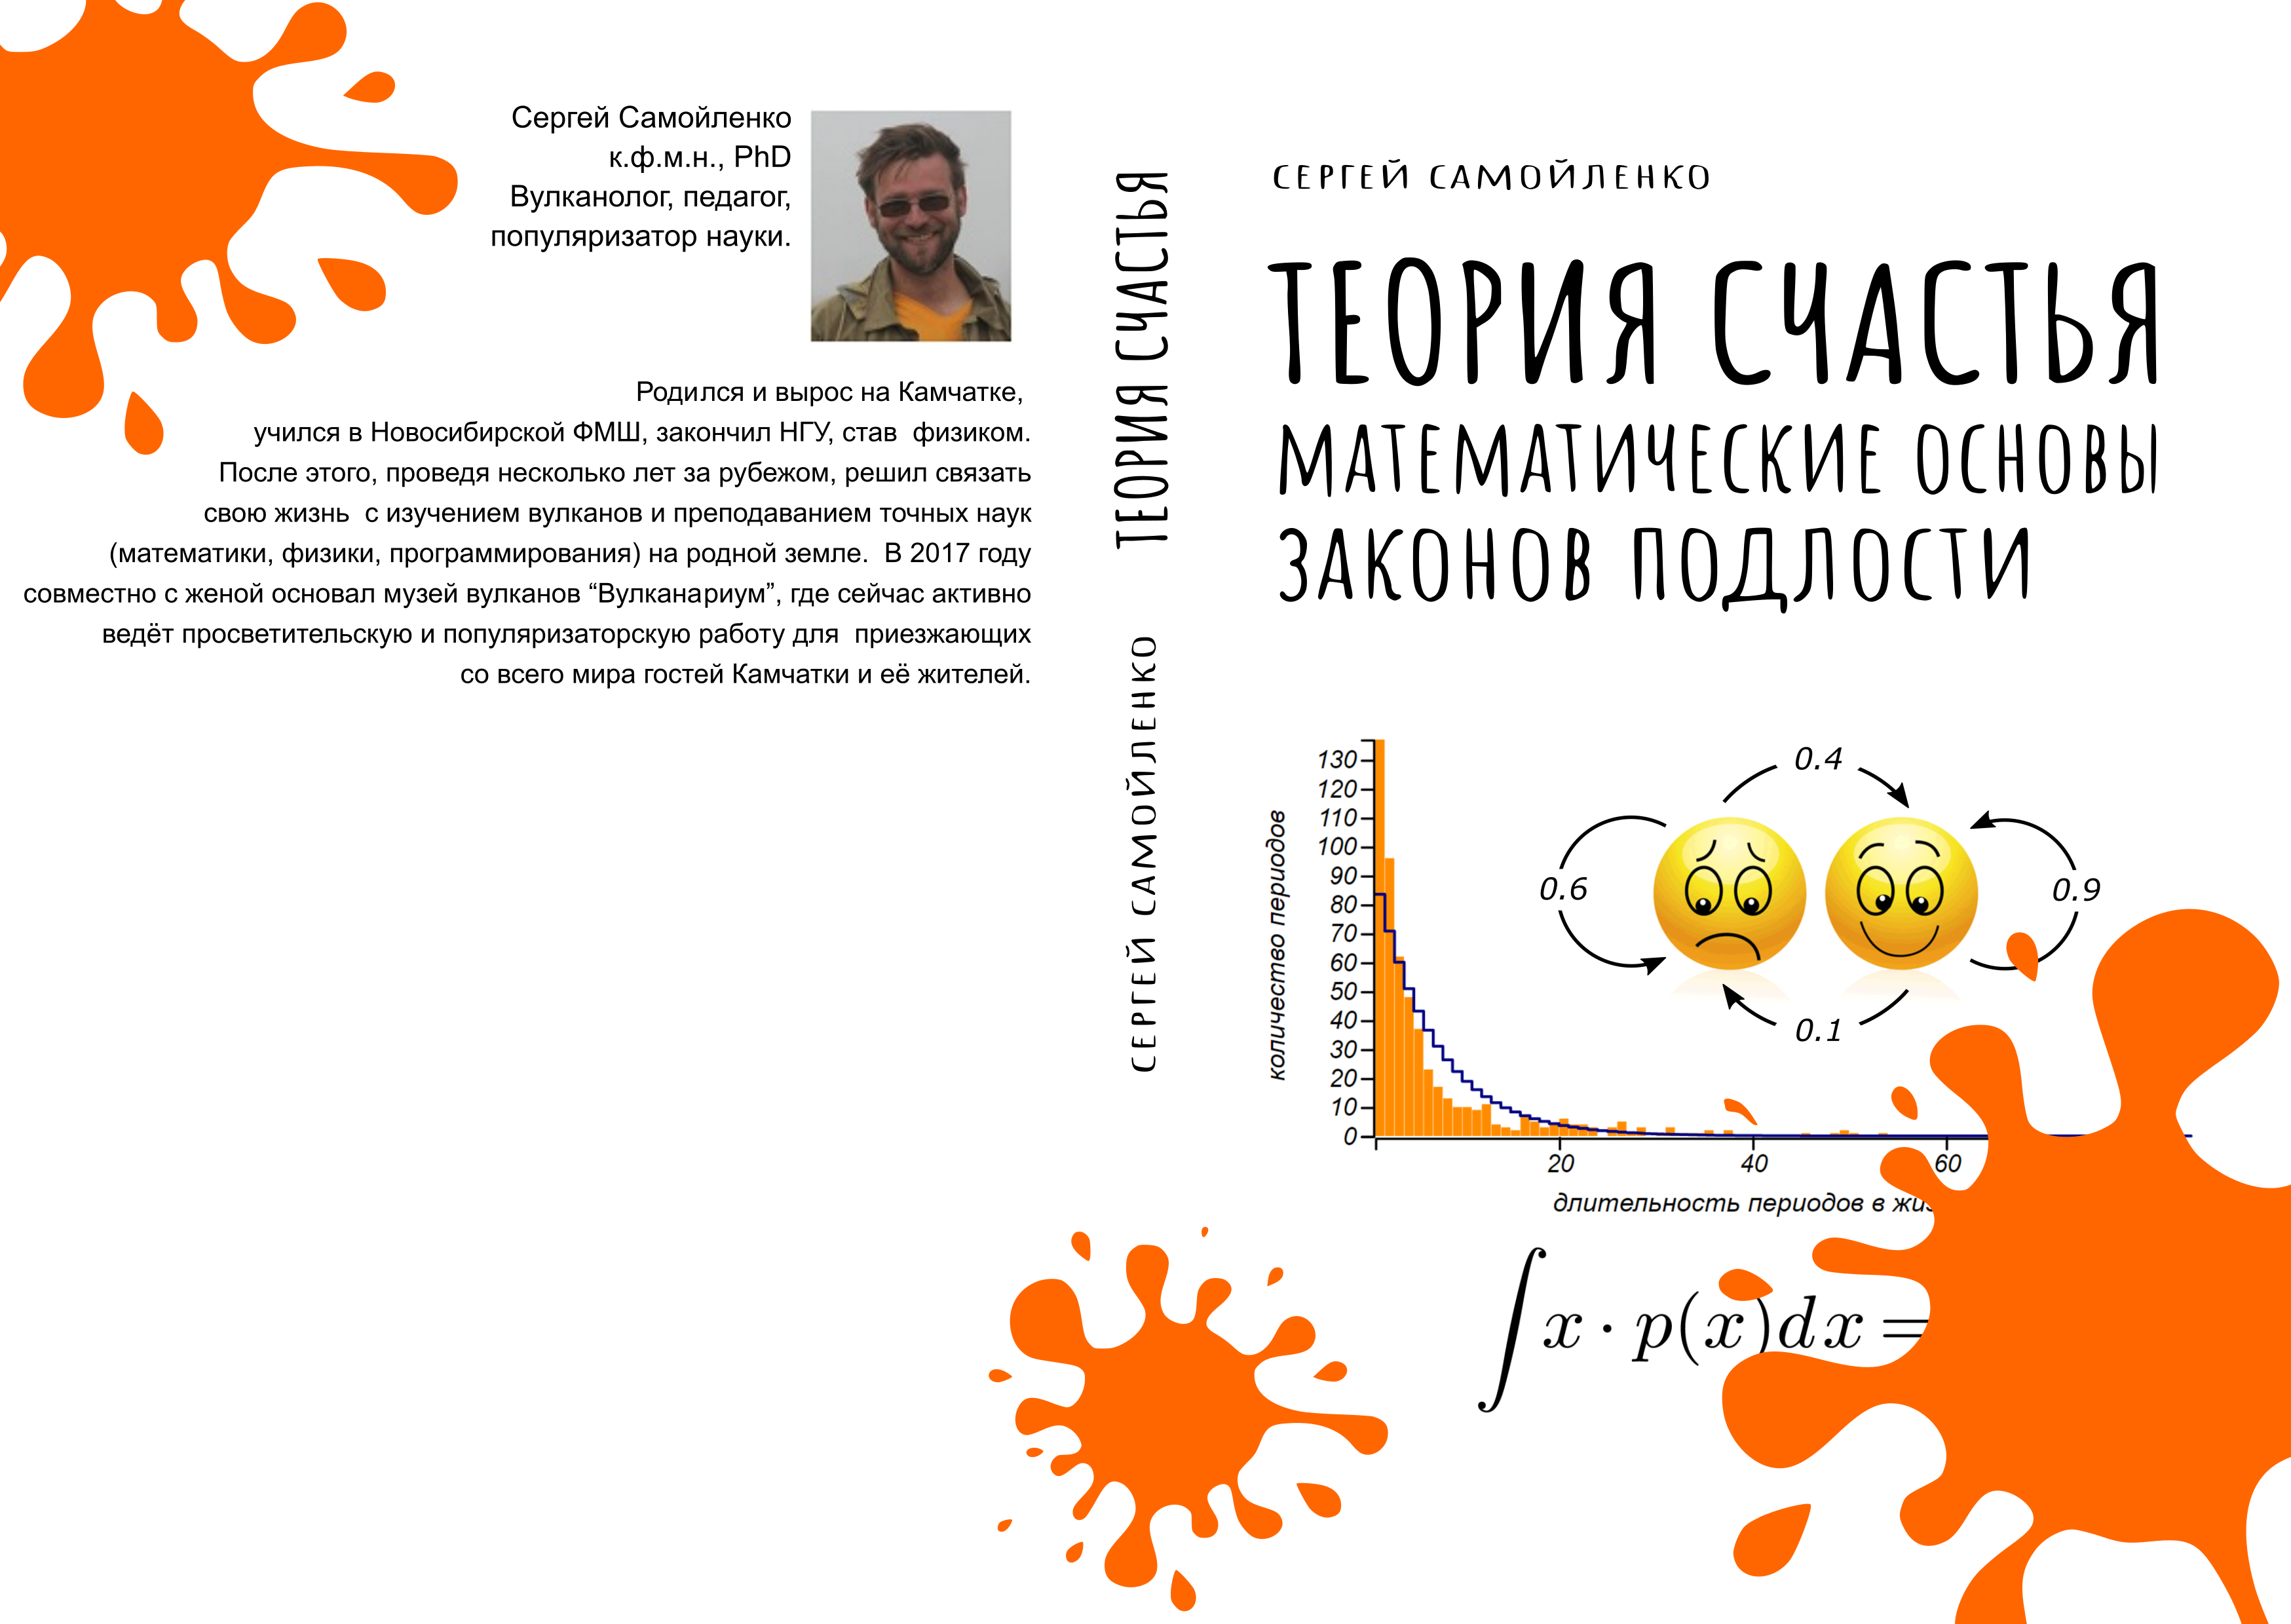 Сергей Самойленко
к.ф.м.н., PhD
Вулканолог, педагог,
популяризатор науки.
Родился и вырос на Камчатке,
учился в Новосибирской ФМШ, закончил НГУ, став физиком.
После этого, проведя несколько лет за рубежом, решил связать
свою жизнь с изучением вулканов и преподаванием точных наук
(математики, физики, программирования) на родной земле. В 2017 году
совместно с женой основал музей вулканов “Вулканариум”, где сейчас активно
ведёт просветительскую и популяризаторскую работу для приезжающих
со всего мира гостей Камчатки и её жителей.
ТЕОРИЯ СЧАСТЬЯ
СЕРГЕЙ САМОЙЛЕНКО
СЕРГЕЙ САМОЙЛЕНКО
ТЕОРИЯ СЧАСТЬЯ
МАТЕМАТИЧЕСКИЕ ОСНОВЫ
ЗАКОНОВ ПОДЛОСТИ
количество периодов
130
120
110
100
90
80
70
60
50
40
30
20
10
0
20 40 60
длительность периодов в
0.4
0.6
0.9
0.1
∫ x · p(x)dx =